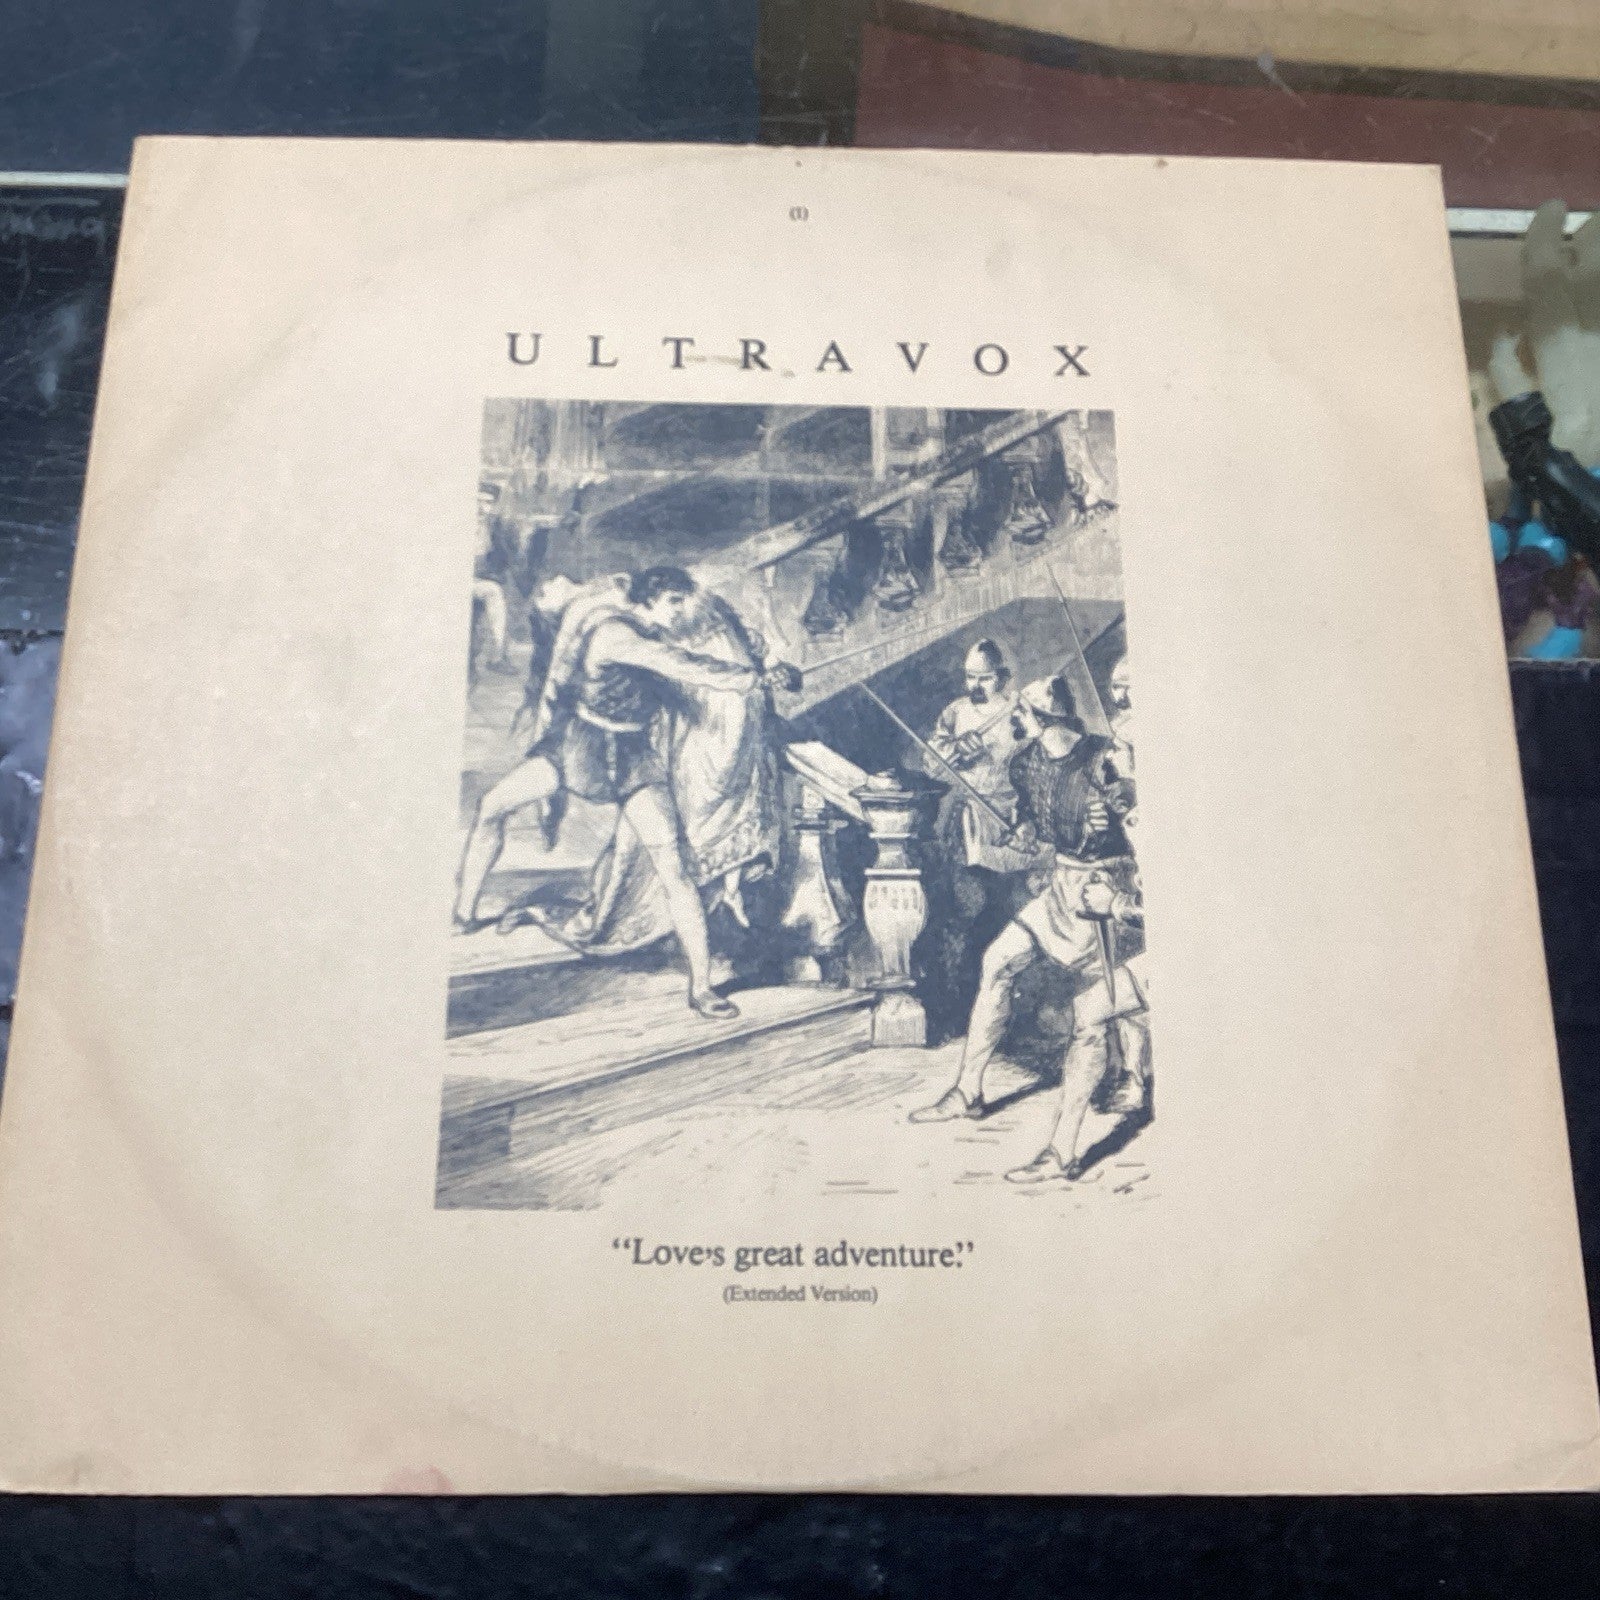 (1)
ULTRAVOX
“Love's great adventure.”
(Extended Version)